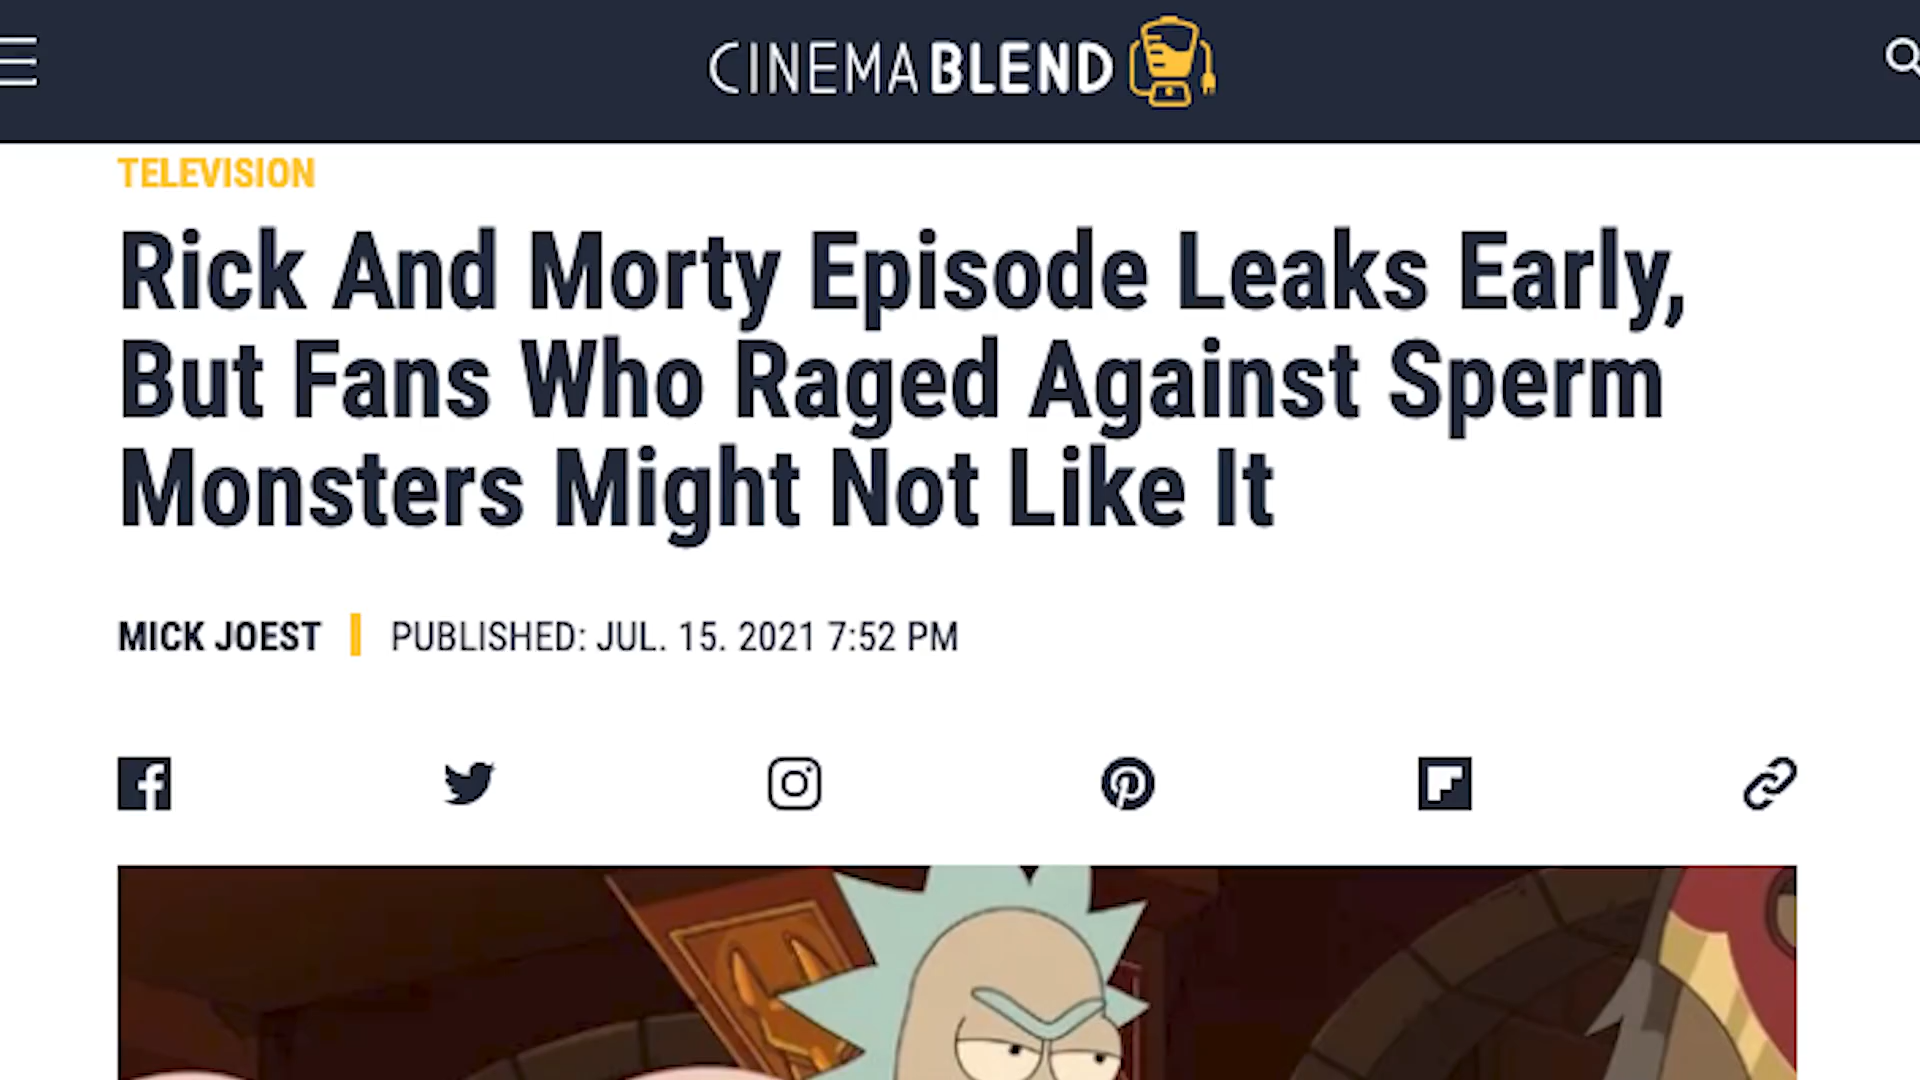 CINEMABLEND
TELEVISION
Rick And Morty Episode Leaks Early,
But Fans Who Raged Against Sperm
Monsters Might Not Like It
MICK JOEST PUBLISHED: JUL. 15. 2021 7:52 PM